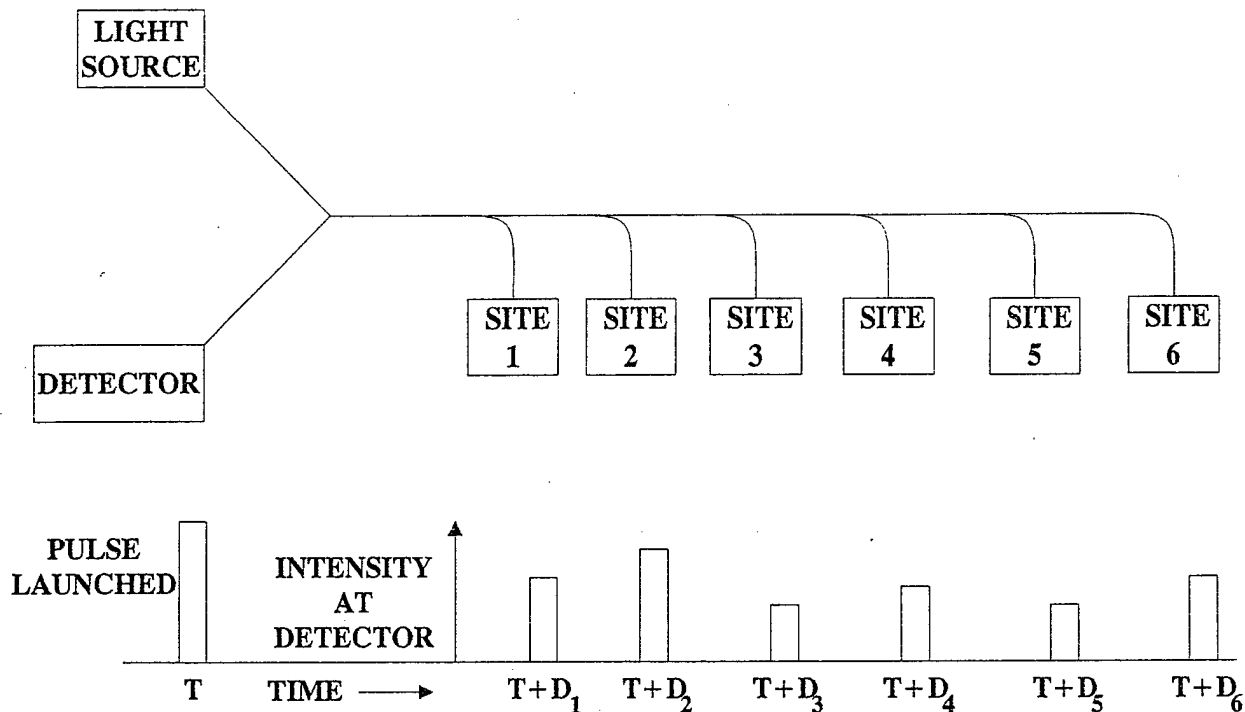 LIGHT
SOURCE
DETECTOR
SITE
1
SITE
2
SITE
3
SITE
4
SITE
5
SITE
6
PULSE
LAUNCHED
INTENSITY
AT
DETECTOR
T
TIME
T+D₁
T+D₂
T+D₃
T+D₄
T+D₅
T+D₆